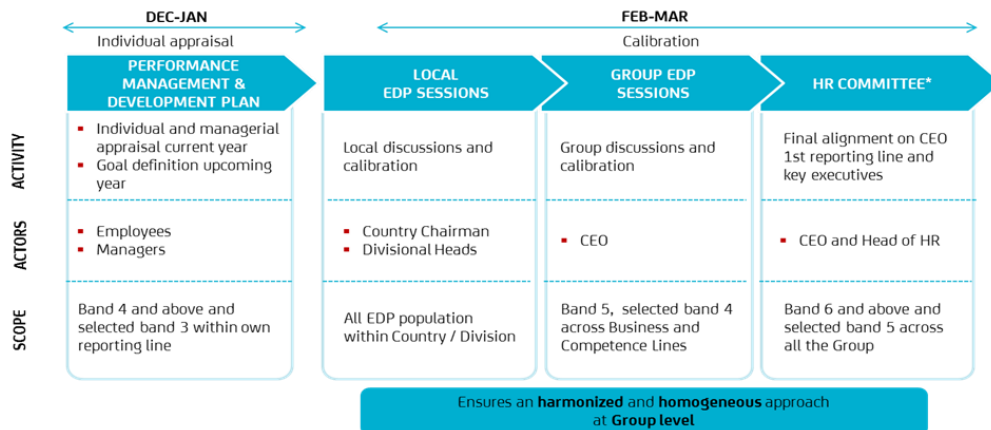 DEC-JAN
FEB-MAR
Individual appraisal
Calibration
PERFORMANCE
MANAGEMENT &
DEVELOPMENT PLAN
LOCAL
EDP SESSIONS
GROUP EDP
SESSIONS
HR COMMITTEE*
ACTIVITY
Individual and managerial
appraisal current year
Goal definition upcoming
year
Local discussions and
calibration
Group discussions and
calibration
Final alignment on CEO
1st reporting line and
key executives
ACTORS
Employees
Managers
Country Chairman
Divisional Heads
CEO
CEO and Head of HR
SCOPE
Band 4 and above and
selected band 3 within own
reporting line
All EDP population
within Country / Division
Band 5, selected band 4
across Business and
Competence Lines
Band 6 and above and
selected band 5 across
all the Group
Ensures an harmonized and homogeneous approach
at Group level